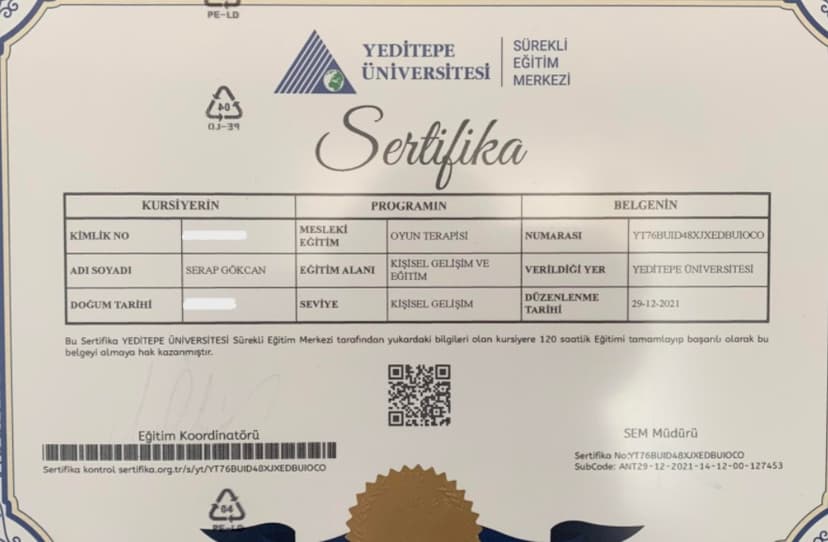 PE-LD
YEDİTEPE
ÜNİVERSİTESİ
SÜREKLİ
EĞİTİM
MERKEZİ
04
PE-LD
Sertifika
KURSİYERİN PROGRAMIN BELGENİN
KİMLİK NO MESLEKİ EĞİTİM OYUN TERAPİSİ NUMARASI YT76BUID48XJXEDBUIOCO
ADI SOYADI SERAP GÖKCAN EĞİTİM ALANI KİŞİSEL GELİŞİM VE EĞİTİM VERİLDİĞİ YER YEDİTEPE ÜNİVERSİTESİ
DOĞUM TARİHİ SEVİYE KİŞİSEL GELİŞİM DÜZENLENME TARİHİ 29-12-2021
Bu Sertifika YEDİTEPE ÜNİVERSİTESİ Sürekli Eğitim Merkezi tarafından yukardaki bilgileri olan kursiyere 120 saatlik Eğitimi tamamlayıp başarılı olarak bu
belgeyi almaya hak kazanmıştır.
Eğitim Koordinatörü
SEM Müdürü
Sertifika kontrol sertifika.org.tr/s/yt/YT76BUID48XJXEDBUIOCO
Sertifika No:YT76BUID48XJXEDBUIOCO
SubCode: ANT29-12-2021-14-12-00-127453
04
PE-LD